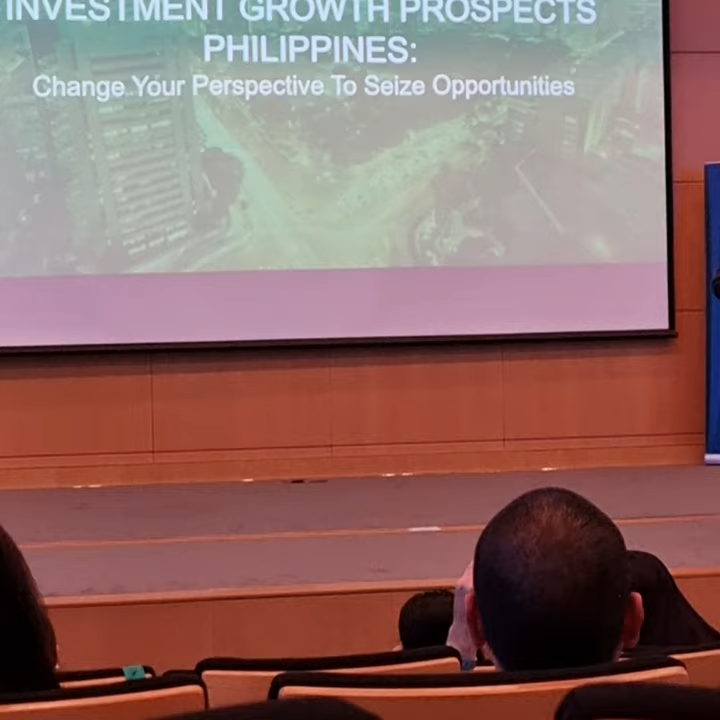 INVESTMENT GROWTH PROSPECTS
PHILIPPINES:
Change Your Perspective To Seize Opportunities